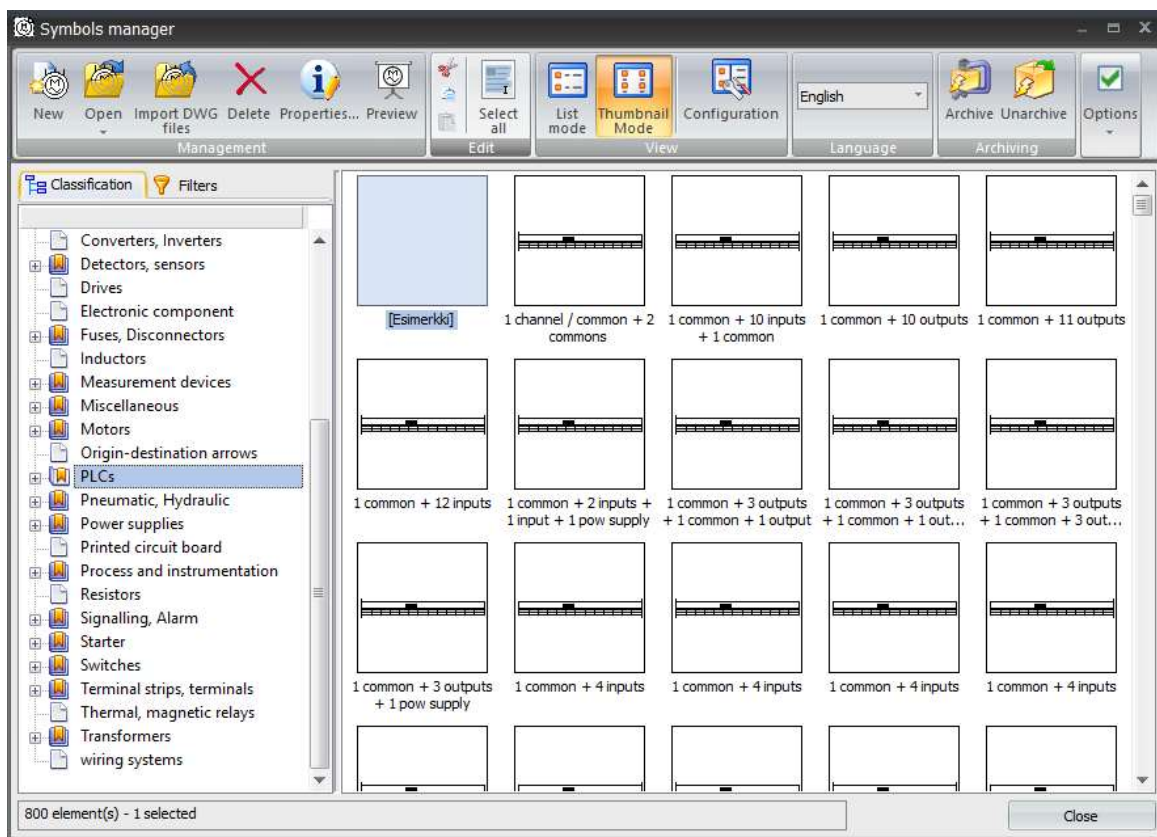 Symbols manager
New
Open
Import DWG
files
Delete
Properties...
Preview
Select
all
List
mode
Thumbnail
Mode
Configuration
English
Archive
Unarchive
Options
Management
Edit
View
Language
Archiving
Classification
Filters
Converters, Inverters
Detectors, sensors
Drives
Electronic component
Fuses, Disconnectors
Inductors
Measurement devices
Miscellaneous
Motors
Origin-destination arrows
PLCs
Pneumatic, Hydraulic
Power supplies
Printed circuit board
Process and instrumentation
Resistors
Signalling, Alarm
Starter
Switches
Terminal strips, terminals
Thermal, magnetic relays
Transformers
wiring systems
[Esimerkki]
1 channel / common + 2
commons
1 common + 10 inputs
+ 1 common
1 common + 10 outputs
1 common + 11 outputs
1 common + 12 inputs
1 common + 2 inputs +
1 input + 1 pow supply
1 common + 3 outputs
+ 1 common + 1 output
1 common + 3 outputs
+ 1 common + 1 out...
1 common + 3 outputs
+ 1 common + 3 out...
1 common + 3 outputs
+ 1 pow supply
1 common + 4 inputs
1 common + 4 inputs
1 common + 4 inputs
1 common + 4 inputs
800 element(s) - 1 selected
Close